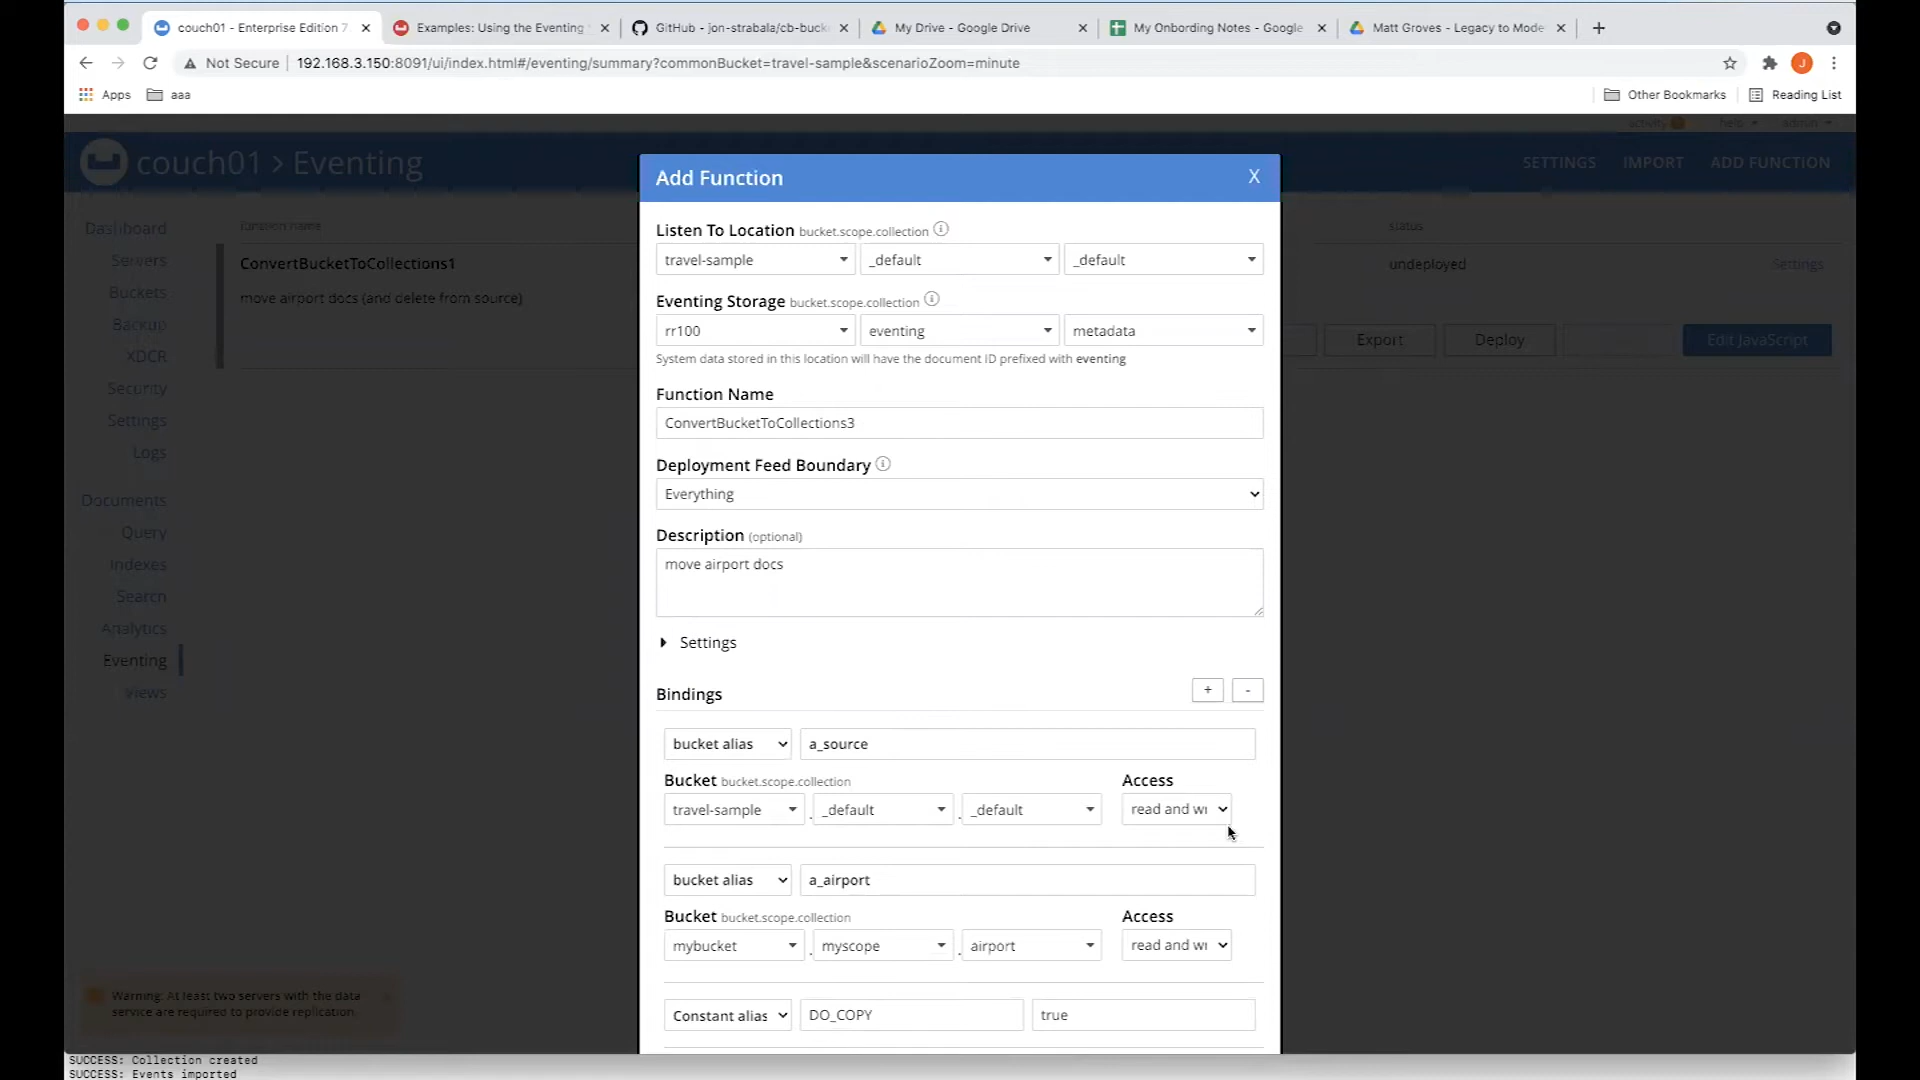 couch01 - Enterprise Edition 7
Examples: Using the Eventing
GitHub - jon-strabala/cb-buck
My Drive - Google Drive
My Onbording Notes - Google
Matt Groves - Legacy to Mode
Not Secure
192.168.3.150:8091/ui/index.html#/eventing/summary?commonBucket=travel-sample&scenarioZoom=minute
J
Apps
aaa
Other Bookmarks
Reading List
activity
help
admin
couch01 > Eventing
SETTINGS
IMPORT
ADD FUNCTION
Dashboard
Servers
Buckets
Backup
XDCR
Security
Settings
Logs
Documents
Query
Indexes
Search
Analytics
Eventing
Views
function name
status
ConvertBucketToCollections1
undeployed
Settings
move airport docs (and delete from source)
Export
Deploy
Edit JavaScript
Add Function
X
Listen To Location bucket.scope.collection
travel-sample
_default
_default
Eventing Storage bucket.scope.collection
rr100
eventing
metadata
System data stored in this location will have the document ID prefixed with eventing
Function Name
ConvertBucketToCollections3
Deployment Feed Boundary
Everything
Description (optional)
move airport docs
Settings
Bindings
+
-
bucket alias
a_source
Bucket bucket.scope.collection
Access
travel-sample
. _default
. _default
read and wi
bucket alias
a_airport
Bucket bucket.scope.collection
Access
mybucket
. myscope
. airport
read and wi
Constant alias
DO_COPY
true
Warning: At least two servers with the data
service are required to provide replication.
SUCCESS: Collection created
SUCCESS: Events imported